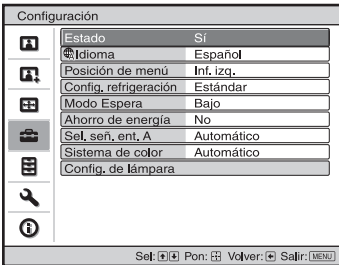 Configuración
Estado Sí
Idioma Español
Posición de menú Inf. izq.
Config. refrigeración Estándar
Modo Espera Bajo
Ahorro de energía No
Sel. señ. ent. A Automático
Sistema de color Automático
Config. de lámpara
Sel: Pon: Volver: Salir: MENU